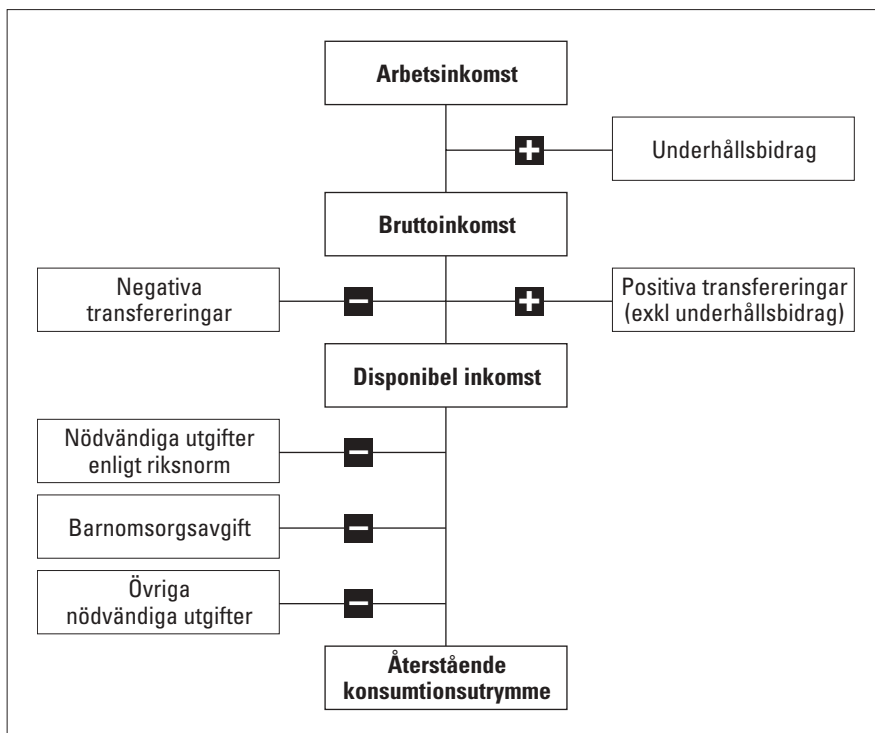 Arbetsinkomst
Underhållsbidrag
Bruttoinkomst
Negativa
transfereringar
Positiva transfereringar
(exkl underhållsbidrag)
Disponibel inkomst
Nödvändiga utgifter
enligt riksnorm
Barnomsorgsavgift
Övriga
nödvändiga utgifter
Återstående
konsumtionsutrymme